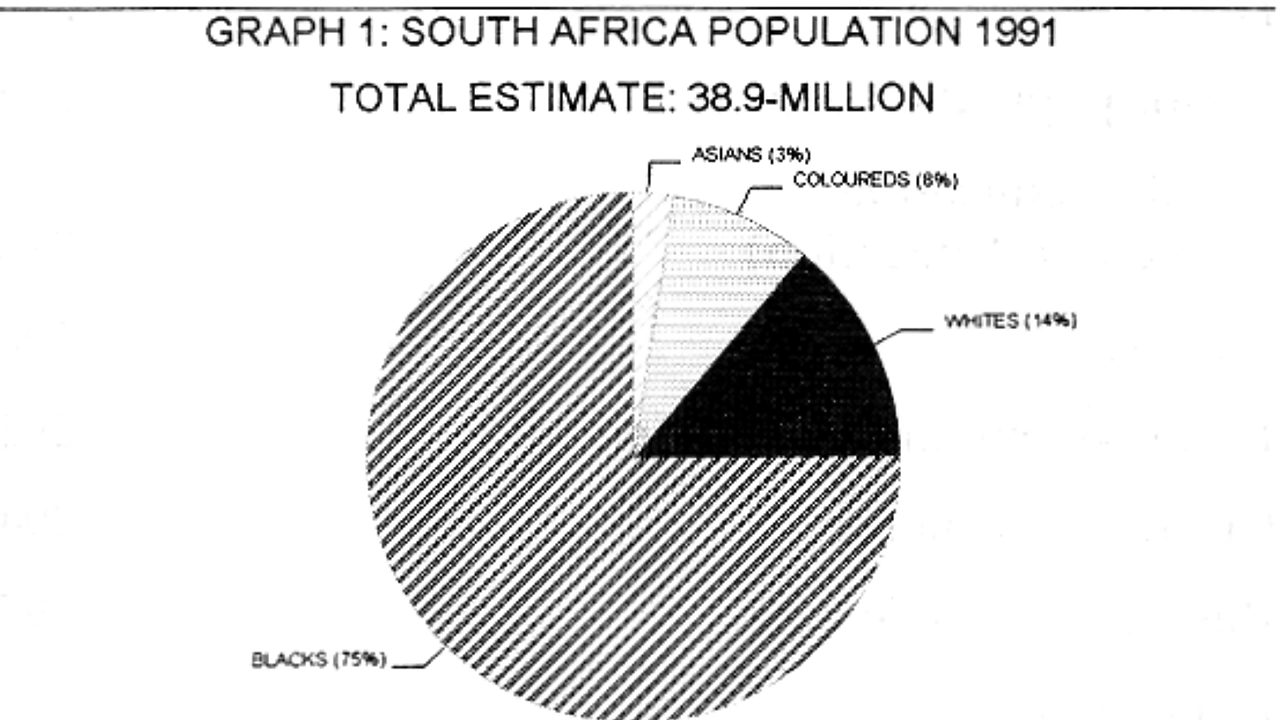 GRAPH 1: SOUTH AFRICA POPULATION 1991
TOTAL ESTIMATE: 38.9-MILLION
ASIANS (3%)
COLOUREDS (8%)
WHITES (14%)
BLACKS (75%)